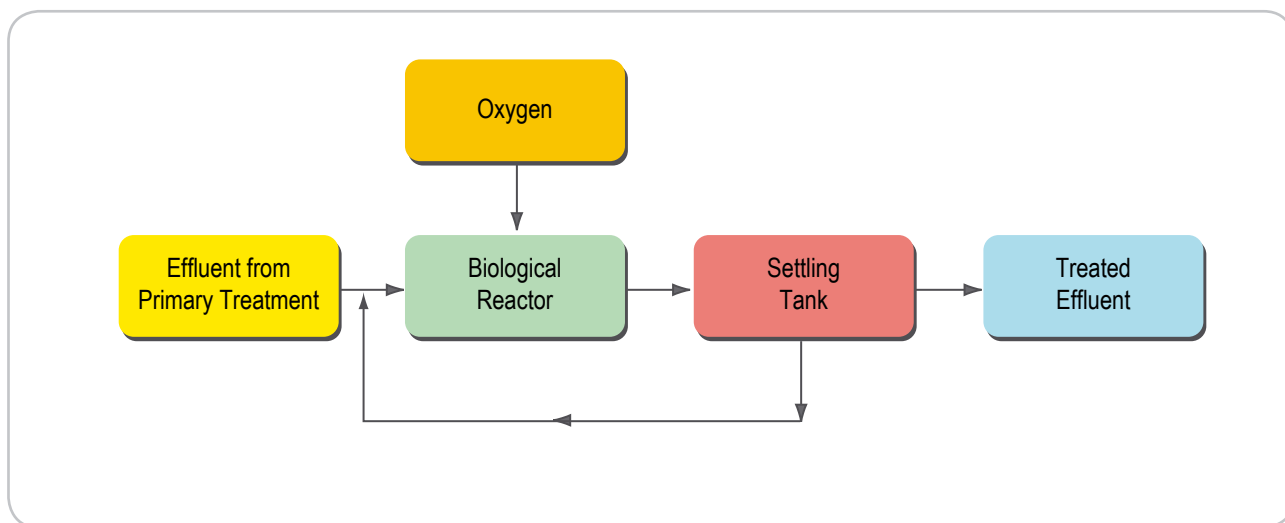 Oxygen
Effluent from
Primary Treatment
Biological
Reactor
Settling
Tank
Treated
Effluent